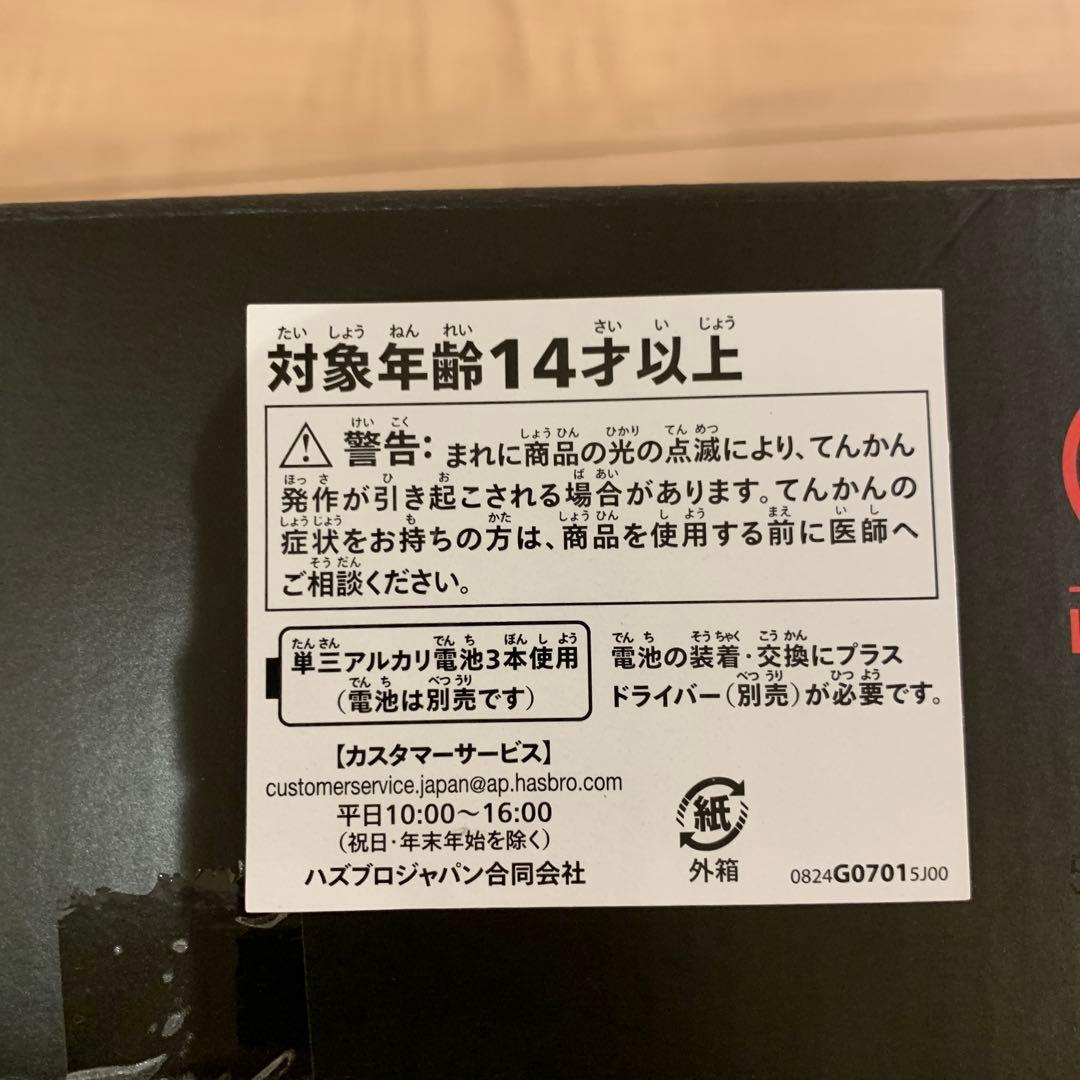 たい しょう ねん れい さい い じょう
対象年齢14才以上
けい こく しょう ひん ひかり てん めつ
警告: まれに商品の光の点滅により、てんかん
ほっ さ ひ お ば あい
発作が引き起こされる場合があります。てんかんの
しょう じょう も かた しょう ひん し よう まえ い し
症状をお持ちの方は、商品を使用する前に医師へ
そう だん
ご相談ください。
たん さん でん ち ぼん し よう
単三アルカリ電池3本使用
でん ち べつ うり
(電池は別売です)
でん ち そう ちゃく こう かん
電池の装着・交換にプラス
べつ うり ひつ よう
ドライバー(別売)が必要です。
【カスタマーサービス】
customerservice.japan@ap.hasbro.com
平日10:00〜16:00
(祝日・年末年始を除く)
ハズブロジャパン合同会社
紙
外箱
0824G07015J00